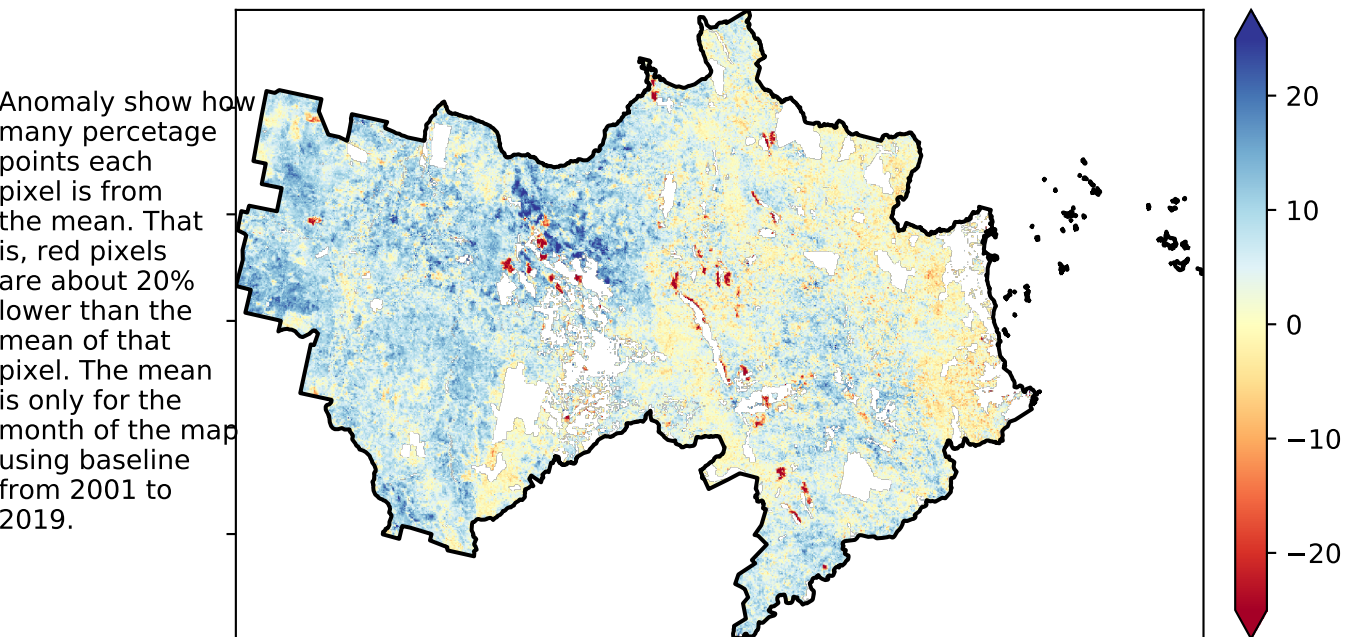 Anomaly show how
many percetage
points each
pixel is from
the mean. That
is, red pixels
are about 20%
lower than the
mean of that
pixel. The mean
is only for the
month of the map
using baseline
from 2001 to
2019.
20
10
0
−10
−20